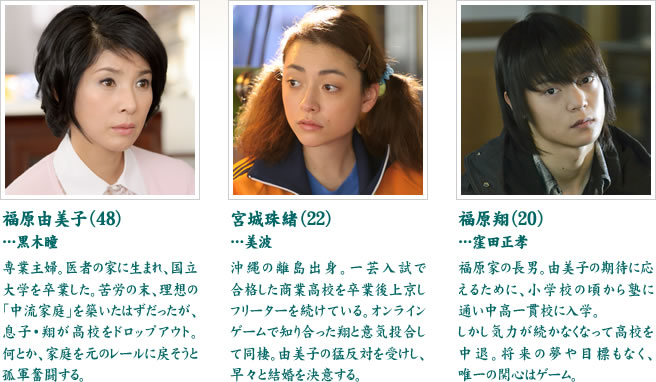 福原由美子(48)
…黒木瞳
専業主婦。医者の家に生まれ、国立
大学を卒業した。苦労の末、理想の
「中流家庭」を築いたはずだったが、
息子・翔が高校をドロップアウト。
何とか、家庭を元のレールに戻そうと
孤軍奮闘する。
宮城珠緒(22)
…美波
沖縄の離島出身。一芸入試で
合格した商業高校を卒業後上京し
フリーターを続けている。オンライン
ゲームで知り合った翔と意気投合し
て同棲。由美子の猛反対を受けし、
早々と結婚を決意する。
福原翔(20)
…窪田正孝
福原家の長男。由美子の期待に応
えるために、小学校の頃から塾に
通い中高一貫校に入学。
しかし気力が続かなくなって高校を
中退。将来の夢や目標もなく、
唯一の関心はゲーム。